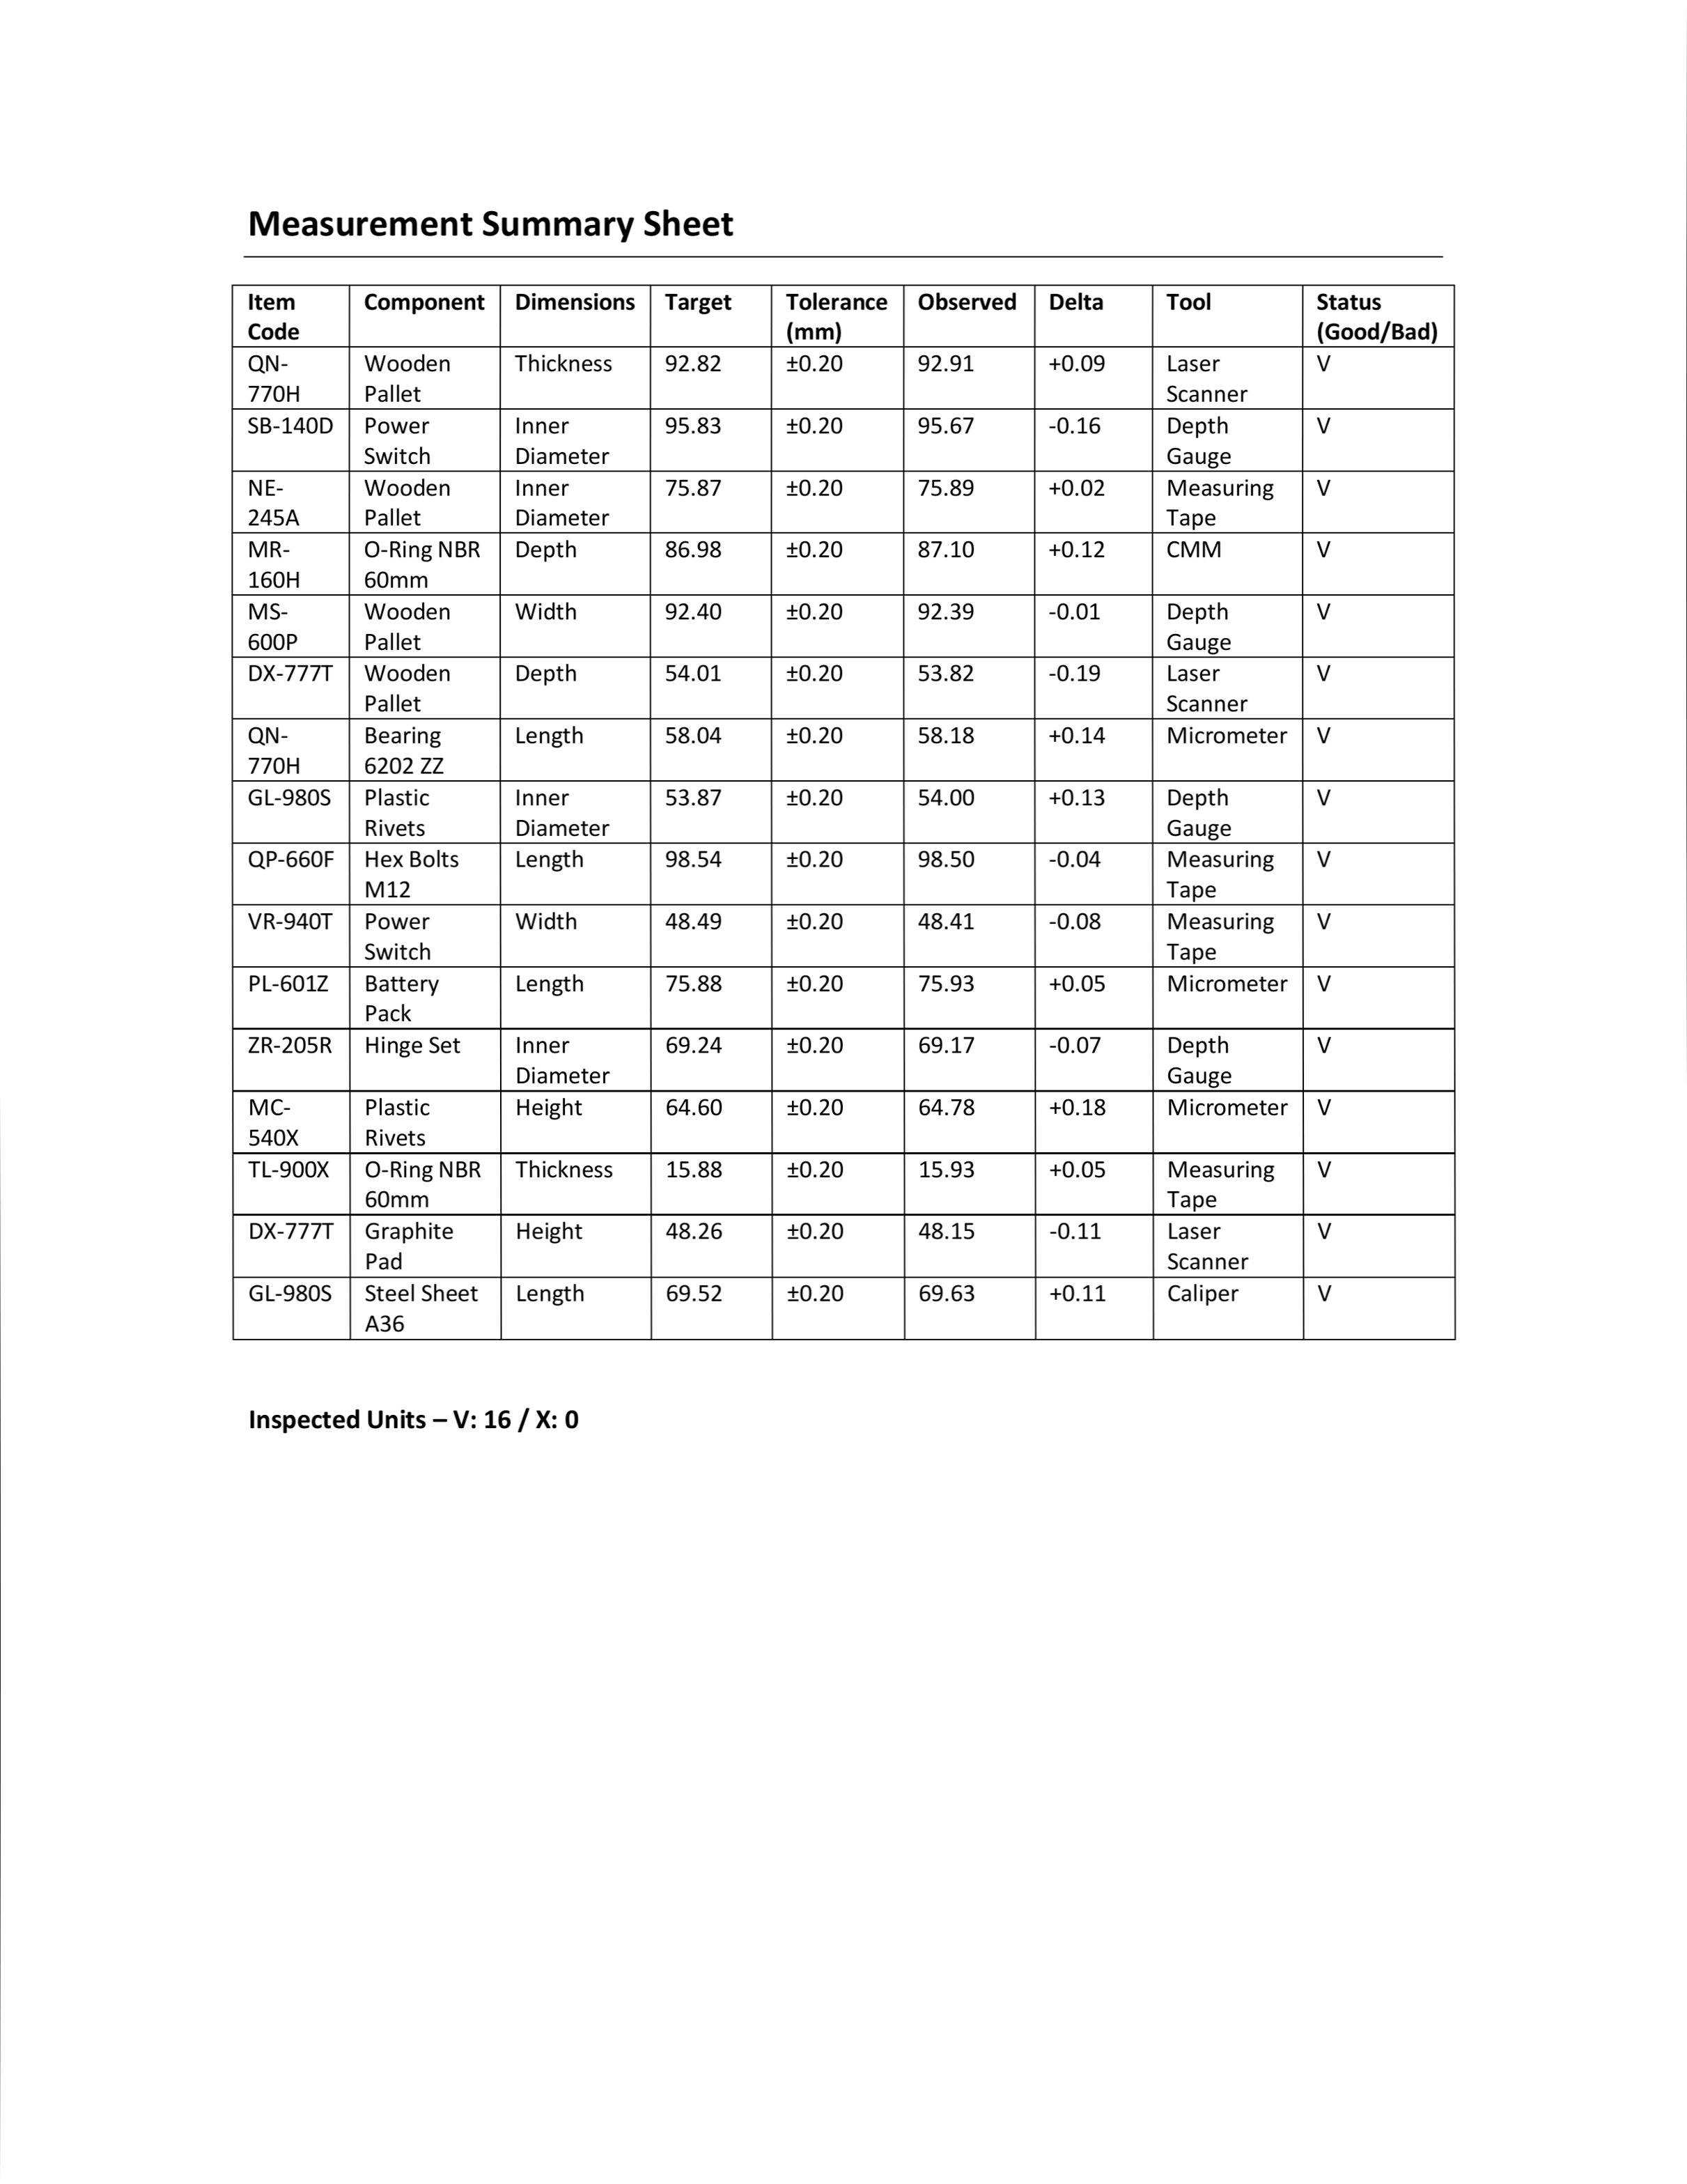 Measurement Summary Sheet
Item Code Component Dimensions Target Tolerance (mm) Observed Delta Tool Status (Good/Bad)
QN-770H Wooden Pallet Thickness 92.82 ±0.20 92.91 +0.09 Laser Scanner V
SB-140D Power Switch Inner Diameter 95.83 ±0.20 95.67 -0.16 Depth Gauge V
NE-245A Wooden Pallet Inner Diameter 75.87 ±0.20 75.89 +0.02 Measuring Tape V
MR-160H O-Ring NBR 60mm Depth 86.98 ±0.20 87.10 +0.12 CMM V
MS-600P Wooden Pallet Width 92.40 ±0.20 92.39 -0.01 Depth Gauge V
DX-777T Wooden Pallet Depth 54.01 ±0.20 53.82 -0.19 Laser Scanner V
QN-770H Bearing 6202 ZZ Length 58.04 ±0.20 58.18 +0.14 Micrometer V
GL-980S Plastic Rivets Inner Diameter 53.87 ±0.20 54.00 +0.13 Depth Gauge V
QP-660F Hex Bolts M12 Length 98.54 ±0.20 98.50 -0.04 Measuring Tape V
VR-940T Power Switch Width 48.49 ±0.20 48.41 -0.08 Measuring Tape V
PL-601Z Battery Pack Length 75.88 ±0.20 75.93 +0.05 Micrometer V
ZR-205R Hinge Set Inner Diameter 69.24 ±0.20 69.17 -0.07 Depth Gauge V
MC-540X Plastic Rivets Height 64.60 ±0.20 64.78 +0.18 Micrometer V
TL-900X O-Ring NBR 60mm Thickness 15.88 ±0.20 15.93 +0.05 Measuring Tape V
DX-777T Graphite Pad Height 48.26 ±0.20 48.15 -0.11 Laser Scanner V
GL-980S Steel Sheet A36 Length 69.52 ±0.20 69.63 +0.11 Caliper V
Inspected Units – V: 16 / X: 0